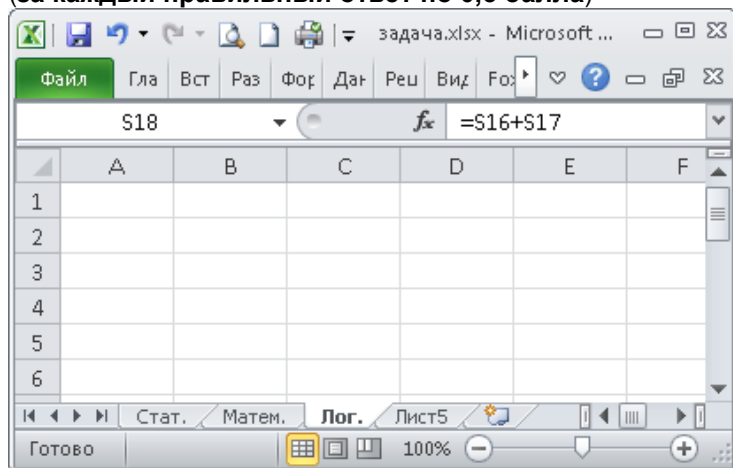 (за каждый правильный ответ по 0,5 балла)
задача.xlsx - Microsoft ...
Файл Гла Вст Раз Фор Дан Рец Вид Fo
S18 fx =S16+S17
A B C D E F
1
2
3
4
5
6
Стат. Матем. Лог. Лист5
Готово 100%